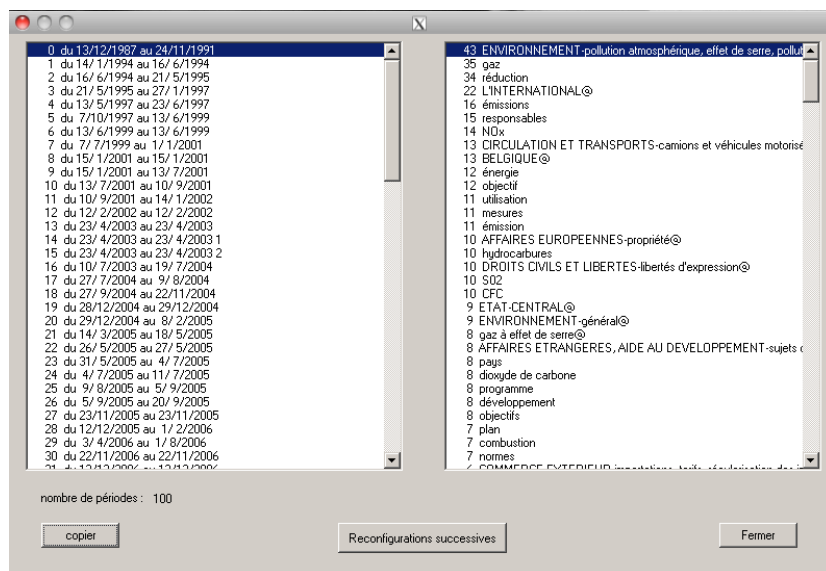 X
0 du 13/12/1987 au 24/11/1991
1 du 14/ 1/1994 au 16/ 6/1994
2 du 16/ 6/1994 au 21/ 5/1995
3 du 21/ 5/1995 au 27/ 1/1997
4 du 13/ 5/1997 au 23/ 6/1997
5 du 7/10/1997 au 13/ 6/1999
6 du 13/ 6/1999 au 13/ 6/1999
7 du 7/ 7/1999 au 1/ 1/2001
8 du 15/ 1/2001 au 15/ 1/2001
9 du 15/ 1/2001 au 13/ 7/2001
10 du 13/ 7/2001 au 10/ 9/2001
11 du 10/ 9/2001 au 14/ 1/2002
12 du 12/ 2/2002 au 12/ 2/2002
13 du 23/ 4/2003 au 23/ 4/2003
14 du 23/ 4/2003 au 23/ 4/2003 1
15 du 23/ 4/2003 au 23/ 4/2003 2
16 du 10/ 7/2003 au 19/ 7/2004
17 du 27/ 7/2004 au 9/ 8/2004
18 du 27/ 9/2004 au 22/11/2004
19 du 28/12/2004 au 29/12/2004
20 du 29/12/2004 au 8/ 2/2005
21 du 14/ 3/2005 au 18/ 5/2005
22 du 26/ 5/2005 au 27/ 5/2005
23 du 31/ 5/2005 au 4/ 7/2005
24 du 4/ 7/2005 au 11/ 7/2005
25 du 9/ 8/2005 au 5/ 9/2005
26 du 5/ 9/2005 au 20/ 9/2005
27 du 23/11/2005 au 23/11/2005
28 du 12/12/2005 au 1/ 2/2006
29 du 3/ 4/2006 au 1/ 8/2006
30 du 22/11/2006 au 22/11/2006
43 ENVIRONNEMENT-pollution atmosphérique, effet de serre, pollut
35 gaz
34 réduction
22 L'INTERNATIONAL@
16 émissions
15 responsables
14 NOx
13 CIRCULATION ET TRANSPORTS-camions et véhicules motorisé
13 BELGIQUE@
12 énergie
12 objectif
11 utilisation
11 mesures
11 émission
10 AFFAIRES EUROPEENNES-propriété@
10 hydrocarbures
10 DROITS CIVILS ET LIBERTES-libertés d'expression@
10 S02
10 CFC
9 ETAT-CENTRAL@
9 ENVIRONNEMENT-général@
8 gaz à effet de serre@
8 AFFAIRES ETRANGERES, AIDE AU DEVELOPPEMENT-sujets
8 pays
8 dioxyde de carbone
8 programme
8 développement
8 objectifs
7 plan
7 combustion
7 normes
nombre de périodes : 100
copier
Reconfigurations successives
Fermer